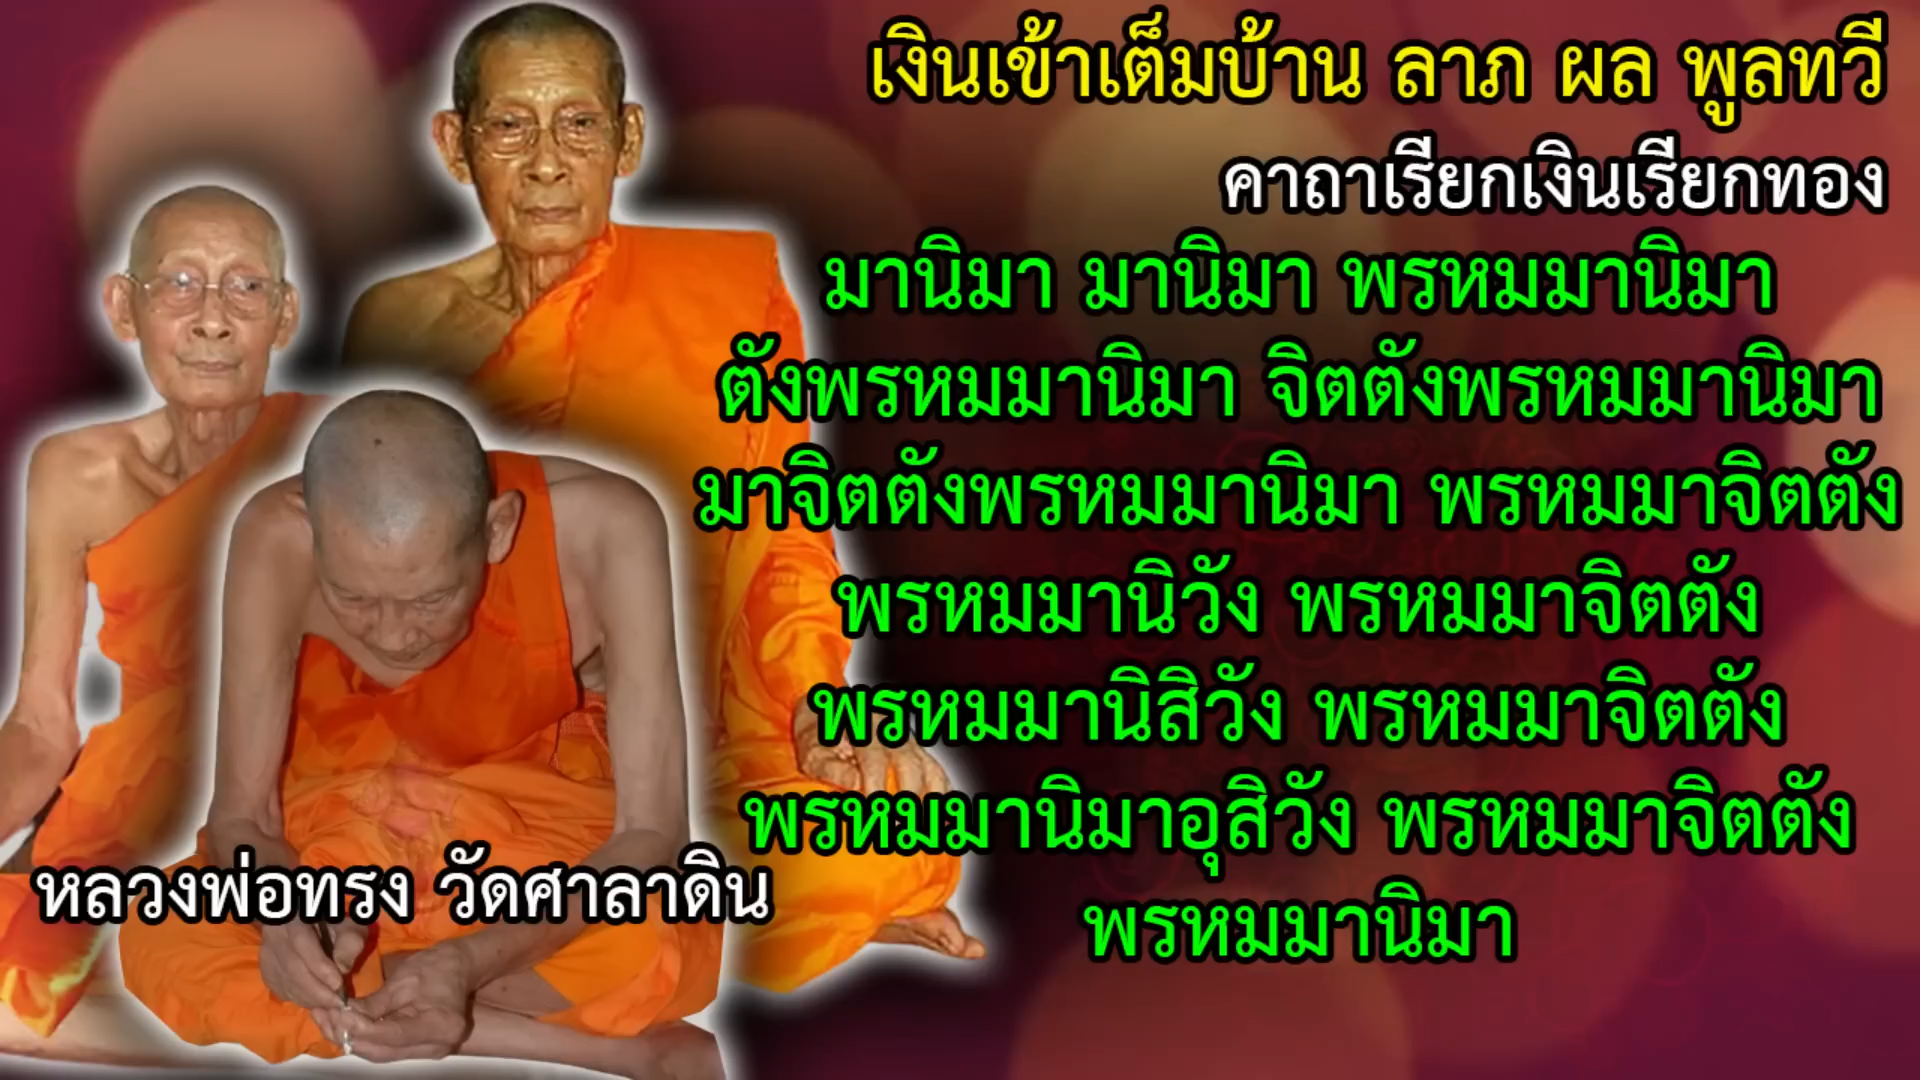 เงินเข้าเต็มบ้าน ลาภ ผล พูลทวี
คาถาเรียกเงินเรียกทอง
มานิมา มานิมา พรหมมานิมา
ตังพรหมมานิมา จิตตังพรหมมานิมา
มาจิตตังพรหมมานิมา พรหมมาจิตตัง
พรหมมานิวัง พรหมมาจิตตัง
พรหมมานิสิวัง พรหมมาจิตตัง
พรหมมานิมาอุสิวัง พรหมมาจิตตัง
พรหมมานิมา
หลวงพ่อทรง วัดศาลาดิน